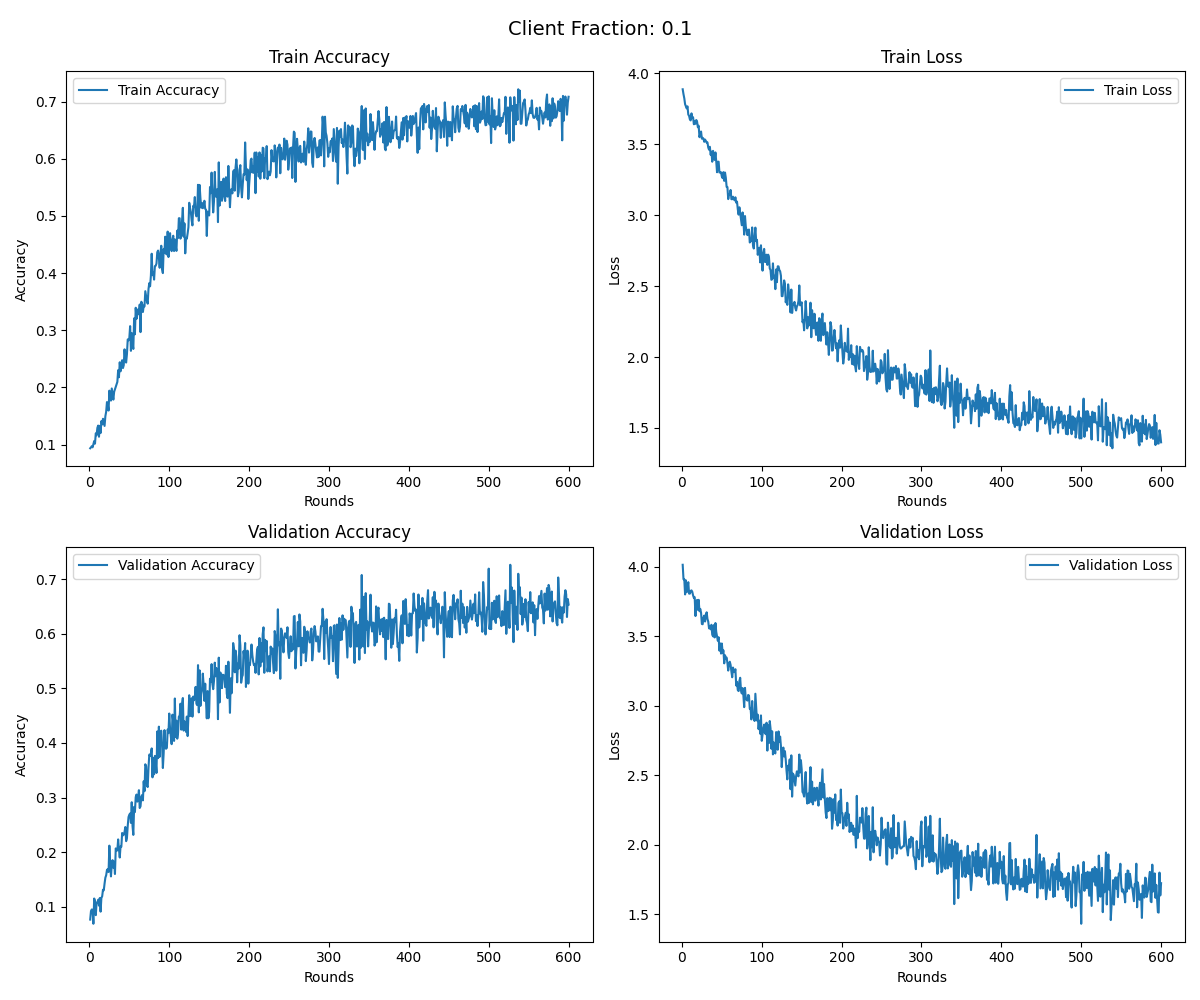 Client Fraction: 0.1
Train Accuracy
Train Accuracy
Accuracy
0.7
0.6
0.5
0.4
0.3
0.2
0.1
0 100 200 300 400 500 600
Rounds
Train Loss
Train Loss
Loss
4.0
3.5
3.0
2.5
2.0
1.5
0 100 200 300 400 500 600
Rounds
Validation Accuracy
Validation Accuracy
Accuracy
0.7
0.6
0.5
0.4
0.3
0.2
0.1
0 100 200 300 400 500 600
Rounds
Validation Loss
Validation Loss
Loss
4.0
3.5
3.0
2.5
2.0
1.5
0 100 200 300 400 500 600
Rounds